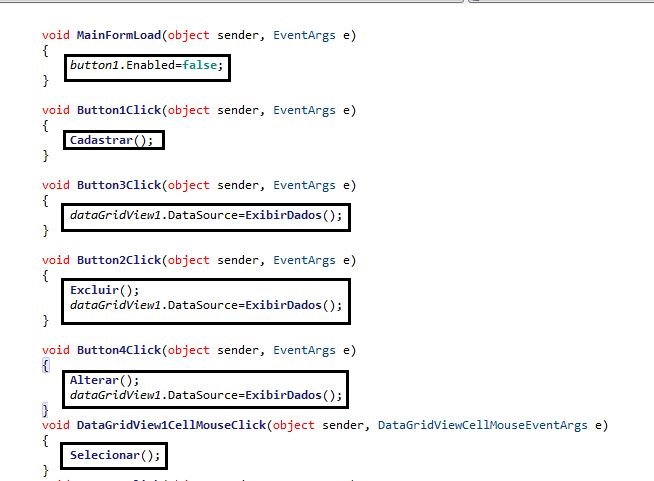 void MainFormLoad(object sender, EventArgs e)
{
button1.Enabled=false;
}
void Button1Click(object sender, EventArgs e)
{
Cadastrar();
}
void Button3Click(object sender, EventArgs e)
{
dataGridView1.DataSource=ExibirDados();
}
void Button2Click(object sender, EventArgs e)
{
Excluir();
dataGridView1.DataSource=ExibirDados();
}
void Button4Click(object sender, EventArgs e)
{
Alterar();
dataGridView1.DataSource=ExibirDados();
}
void DataGridView1CellMouseClick(object sender, DataGridViewCellMouseEventArgs e)
{
Selecionar();
}